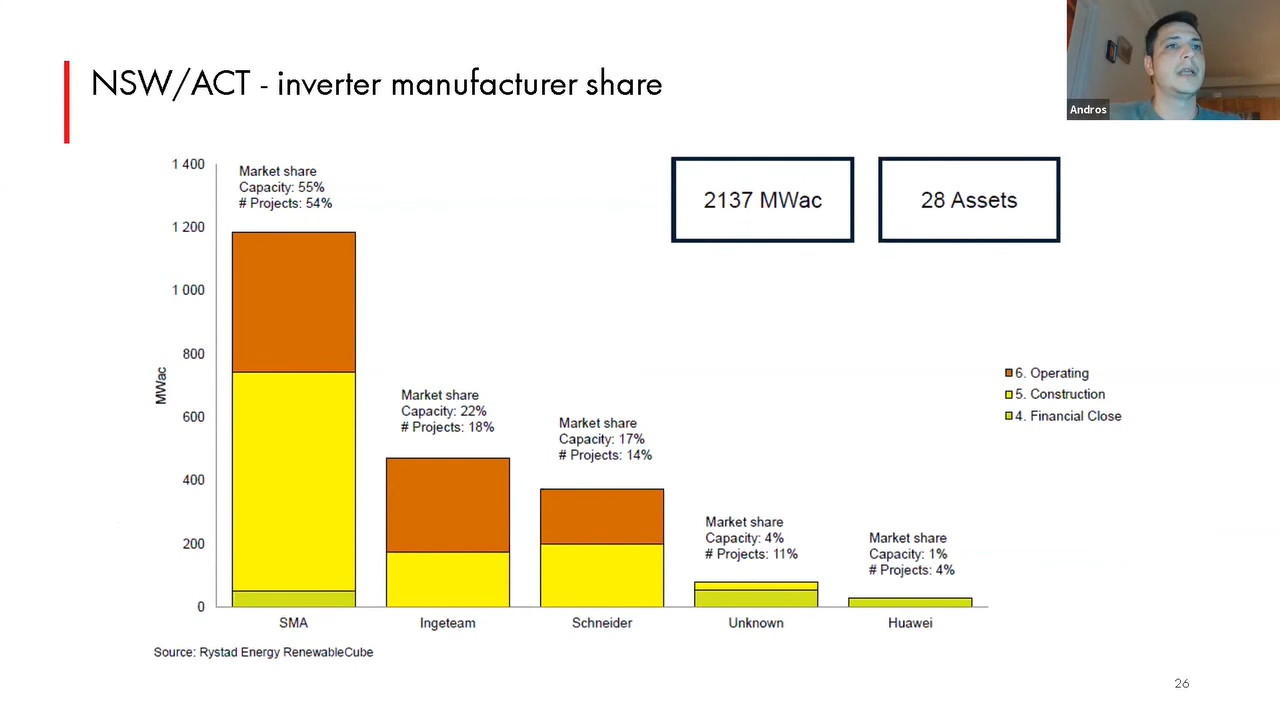 NSW/ACT - inverter manufacturer share
Andros
2137 MWac
28 Assets
MWac
1 400
1 200
1 000
800
600
400
200
0
Market share
Capacity: 55%
# Projects: 54%
Market share
Capacity: 22%
# Projects: 18%
Market share
Capacity: 17%
# Projects: 14%
Market share
Capacity: 4%
# Projects: 11%
Market share
Capacity: 1%
# Projects: 4%
6. Operating
5. Construction
4. Financial Close
SMA
Ingeteam
Schneider
Unknown
Huawei
Source: Rystad Energy RenewableCube
26